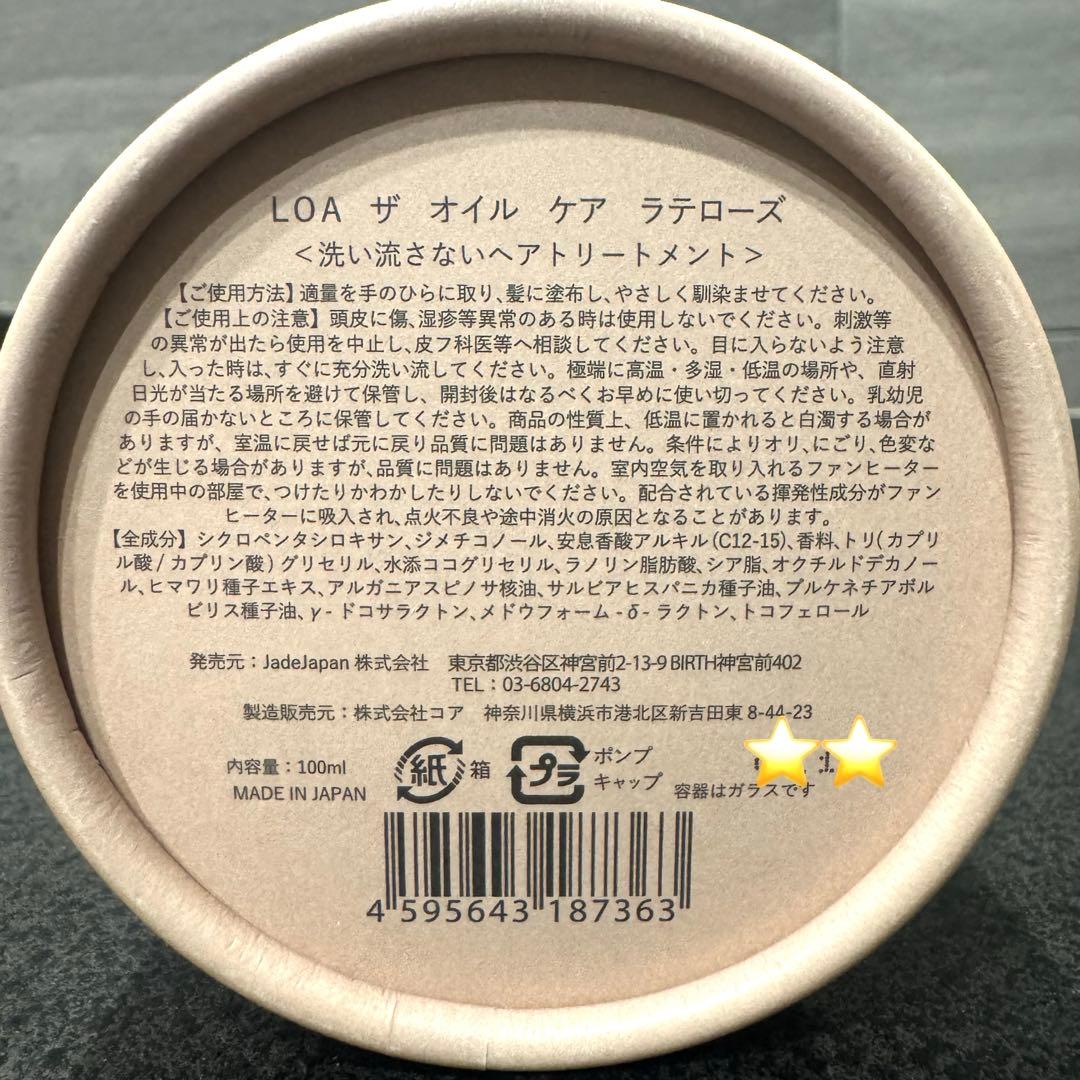 LOA ザ オイル ケア ラテローズ
＜洗い流さないヘアトリートメント＞
【ご使用方法】適量を手のひらに取り、髪に塗布し、やさしく馴染ませてください。
【ご使用上の注意】頭皮に傷、湿疹等異常のある時は使用しないでください。刺激等
の異常が出たら使用を中止し、皮フ科医等へ相談してください。目に入らないよう注意
し、入った時は、すぐに充分洗い流してください。極端に高温・多湿・低温の場所や、直射
日光が当たる場所を避けて保管し、開封後はなるべくお早めに使い切ってください。乳幼児
の手の届かないところに保管してください。商品の性質上、低温に置かれると白濁する場合が
ありますが、室温に戻せば元に戻り品質に問題はありません。条件によりオリ、にごり、色変な
どが生じる場合がありますが、品質に問題はありません。室内空気を取り入れるファンヒーター
を使用中の部屋で、つけたりかわかしたりしないでください。配合されている揮発性成分がファン
ヒーターに吸入され、点火不良や途中消火の原因となることがあります。
【全成分】シクロペンタシロキサン、ジメチコノール、安息香酸アルキル(C12-15)、香料、トリ(カプリ
ル酸/カプリン酸)グリセリル、水添ココグリセリル、ラノリン脂肪酸、シア脂、オクチルドデカノー
ル、ヒマワリ種子エキス、アルガニアスピノサ核油、サルビアヒスパニカ種子油、プルケネチアボル
ビリス種子油、γ-ドコサラクトン、メドウフォーム-δ-ラクトン、トコフェロール
発売元：JadeJapan株式会社 東京都渋谷区神宮前2-13-9 BIRTH神宮前402
TEL：03-6804-2743
製造販売元：株式会社コア 神奈川県横浜市港北区新吉田東8-44-23
内容量：100ml
MADE IN JAPAN
紙 箱
プラ ポンプ
キャップ
容器はガラスです
4 595643 187363